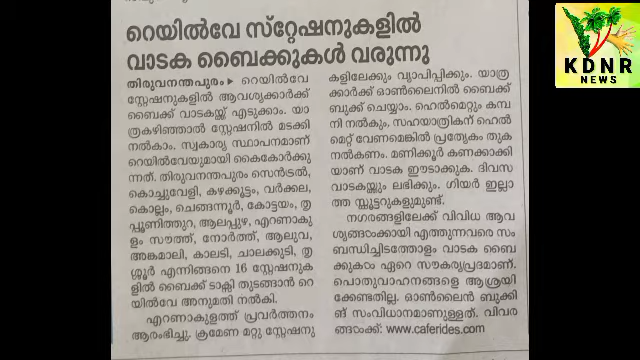 റെയിൽവേ സ്റ്റേഷനുകളിൽ
വാടക ബൈക്കുകൾ വരുന്നു
തിരുവനന്തപുരം ▸ റെയിൽവേ
സ്റ്റേഷനുകളിൽ ആവശ്യക്കാർക്ക്
ബൈക്ക് വാടകയ്ക്ക് എടുക്കാം. യാ
ത്രകഴിഞ്ഞാൽ സ്റ്റേഷനിൽ മടക്കി
നൽകാം. സ്വകാര്യ സ്ഥാപനമാണ്
റെയിൽവേയുമായി കൈകോർക്കു
ന്നത്. തിരുവനന്തപുരം സെൻട്രൽ,
കൊച്ചുവേളി, കഴക്കൂട്ടം, വർക്കല,
കൊല്ലം, ചെങ്ങന്നൂർ, കോട്ടയം, തൃ
പ്പൂണിത്തുറ, ആലപ്പുഴ, എറണാകു
ളം സൗത്ത്, നോർത്ത്, ആലുവ,
അങ്കമാലി, കാലടി, ചാലക്കുടി, തൃ
ശ്ശൂർ എന്നിങ്ങനെ 16 സ്റ്റേഷനുക
ളിൽ ബൈക്ക് ടാക്സി തുടങ്ങാൻ റെ
യിൽവേ അനുമതി നൽകി.
എറണാകുളത്ത് പ്രവർത്തനം
ആരംഭിച്ചു. ക്രമേണ മറ്റു സ്റ്റേഷനു
കളിലേക്കും വ്യാപിപ്പിക്കും. യാത്ര
ക്കാർക്ക് ഓൺലൈനിൽ ബൈക്ക്
ബുക്ക് ചെയ്യാം. ഹെൽമെറ്റും കമ്പ
നി നൽകും, സഹയാത്രികന് ഹെൽ
മെറ്റ് വേണമെങ്കിൽ പ്രത്യേകം തുക
നൽകണം. മണിക്കൂർ കണക്കാക്കി
യാണ് വാടക ഈടാക്കുക. ദിവസ
വാടകയ്ക്കും ലഭിക്കും. ഗിയർ ഇല്ലാ
ത്ത സ്കൂട്ടറുകളുമുണ്ട്.
നഗരങ്ങളിലേക്ക് വിവിധ ആവ
ശ്യങ്ങൾക്കായി എത്തുന്നവരെ സം
ബന്ധിച്ചിടത്തോളം വാടക ബൈ
ക്കുകൾ ഏറെ സൗകര്യപ്രദമാണ്.
പൊതുവാഹനങ്ങളെ ആശ്രയി
ക്കേണ്ടതില്ല. ഓൺലൈൻ ബുക്കി
ങ് സംവിധാനമാണുള്ളത്. വിവര
ങ്ങൾക്ക്: www.caferides.com
KDNR
NEWS